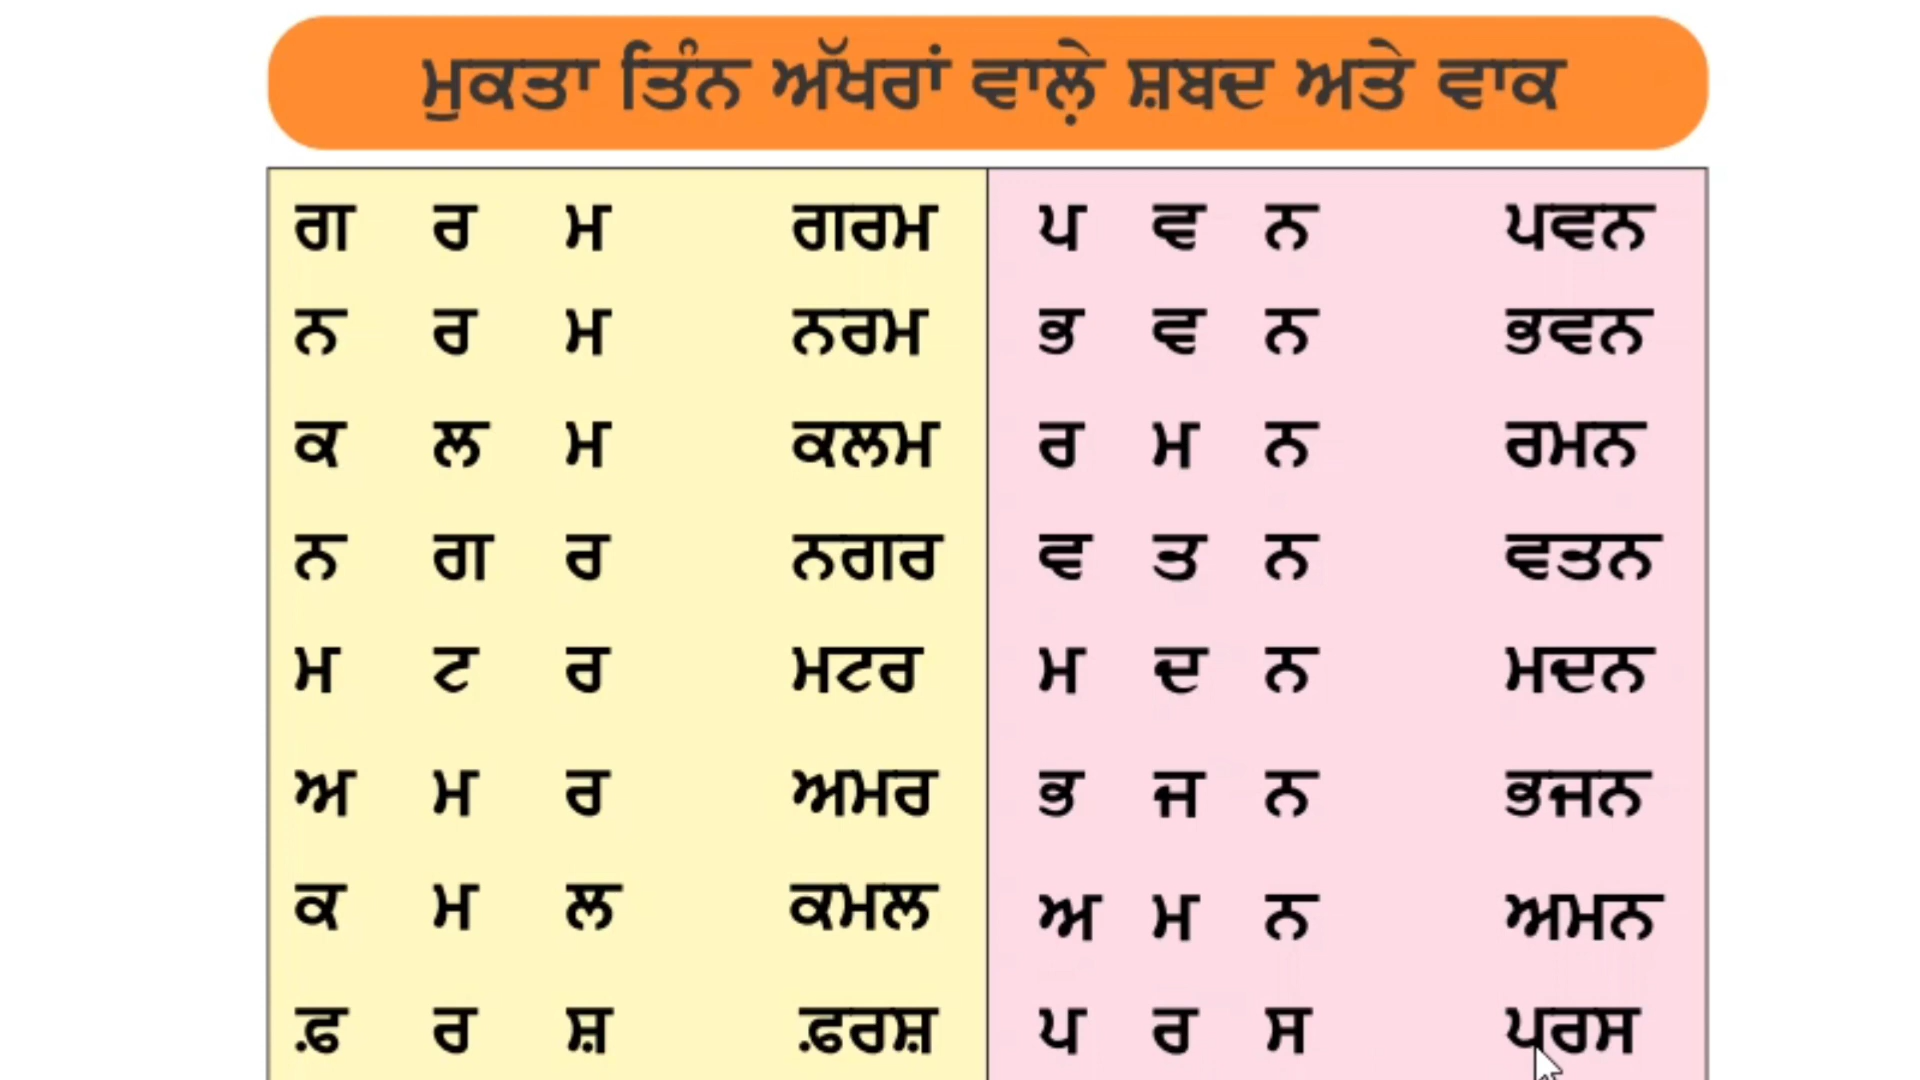 ਮੁਕਤਾ ਤਿੰਨ ਅੱਖਰਾਂ ਵਾਲ਼ੇ ਸ਼ਬਦ ਅਤੇ ਵਾਕ
ਗ ਰ ਮ ਗਰਮ ਪ ਵ ਨ ਪਵਨ
ਨ ਰ ਮ ਨਰਮ ਭ ਵ ਨ ਭਵਨ
ਕ ਲ ਮ ਕਲਮ ਰ ਮ ਨ ਰਮਨ
ਨ ਗ ਰ ਨਗਰ ਵ ਤ ਨ ਵਤਨ
ਮ ਟ ਰ ਮਟਰ ਮ ਦ ਨ ਮਦਨ
ਅ ਮ ਰ ਅਮਰ ਭ ਜ ਨ ਭਜਨ
ਕ ਮ ਲ ਕਮਲ ਅ ਮ ਨ ਅਮਨ
ਫ਼ ਰ ਸ਼ ਫ਼ਰਸ਼ ਪ ਰ ਸ ਪਰਸ